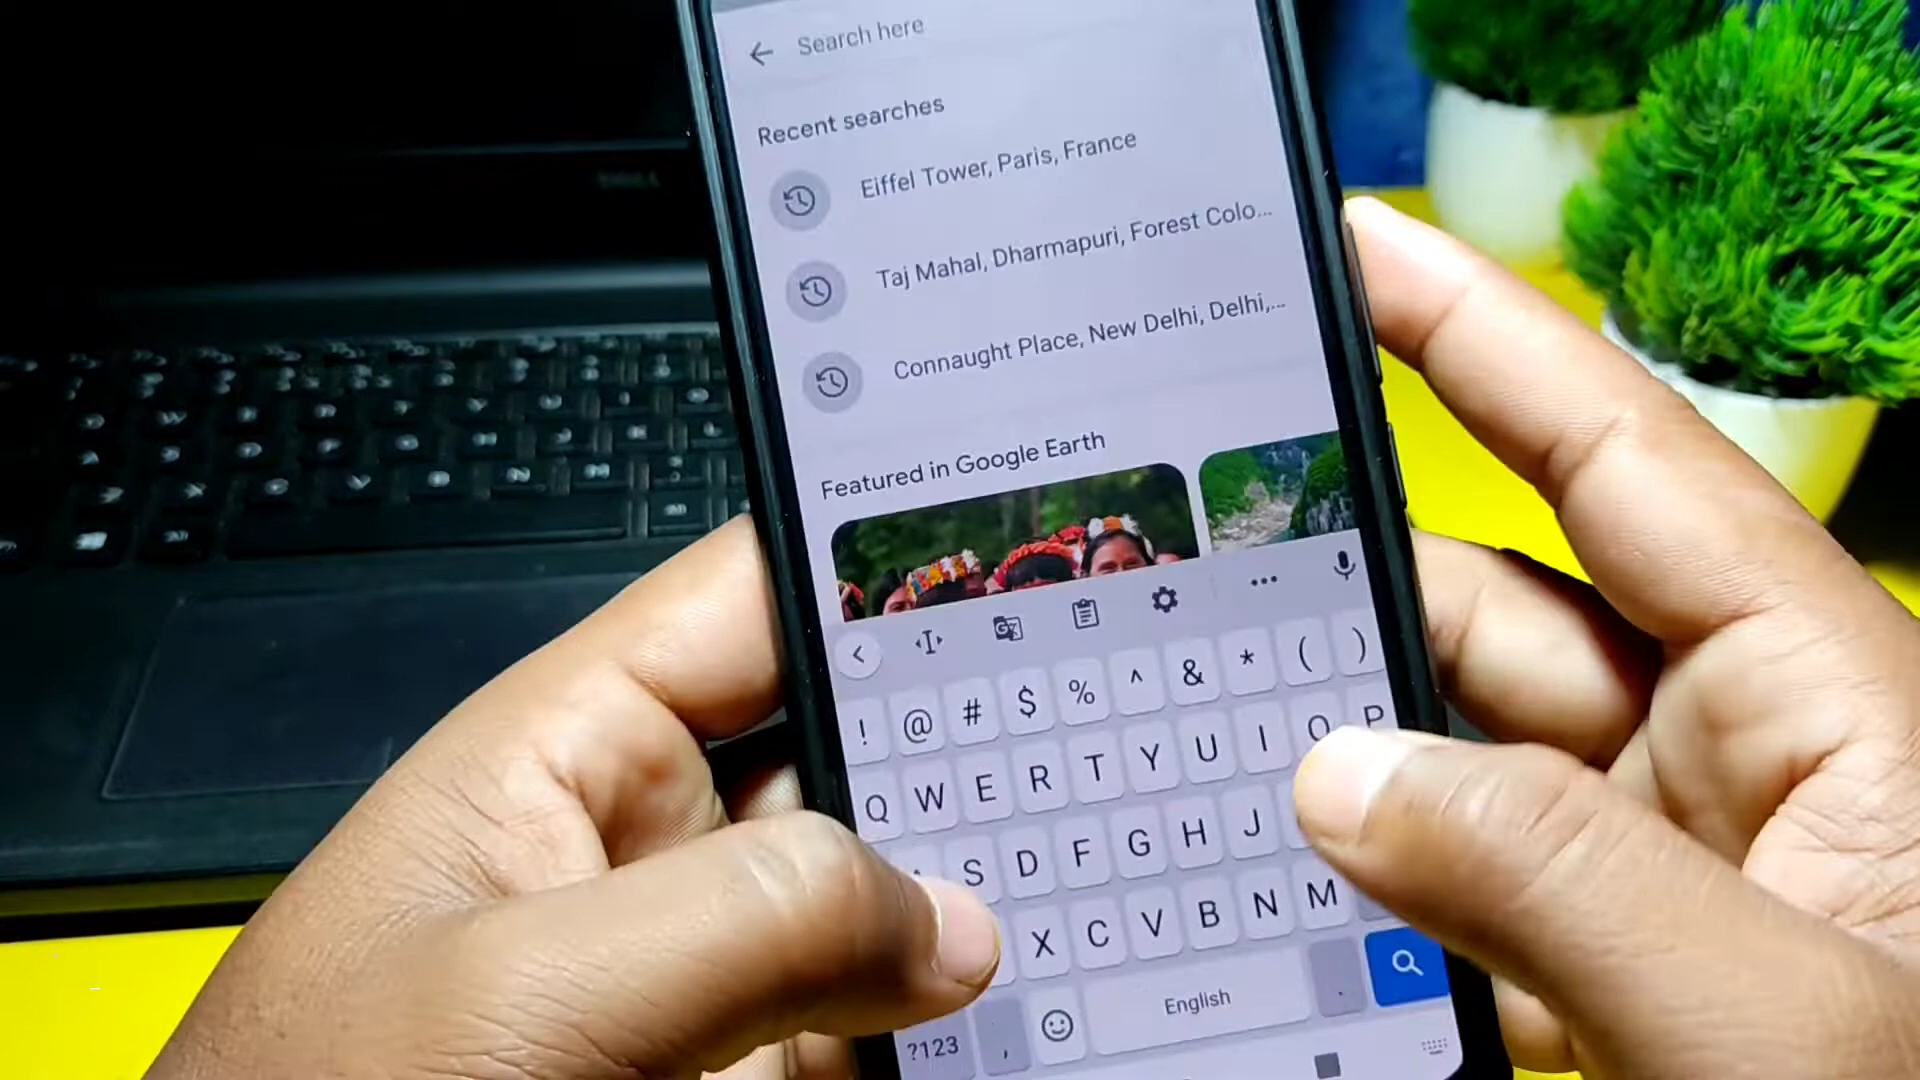 Search here
Recent searches
Eiffel Tower, Paris, France
Taj Mahal, Dharmapuri, Forest Colo...
Connaught Place, New Delhi, Delhi,...
Featured in Google Earth
! @ # $ % ^ & * ( )
Q W E R T Y U I O P
S D F G H J
X C V B N M
?123 , English .